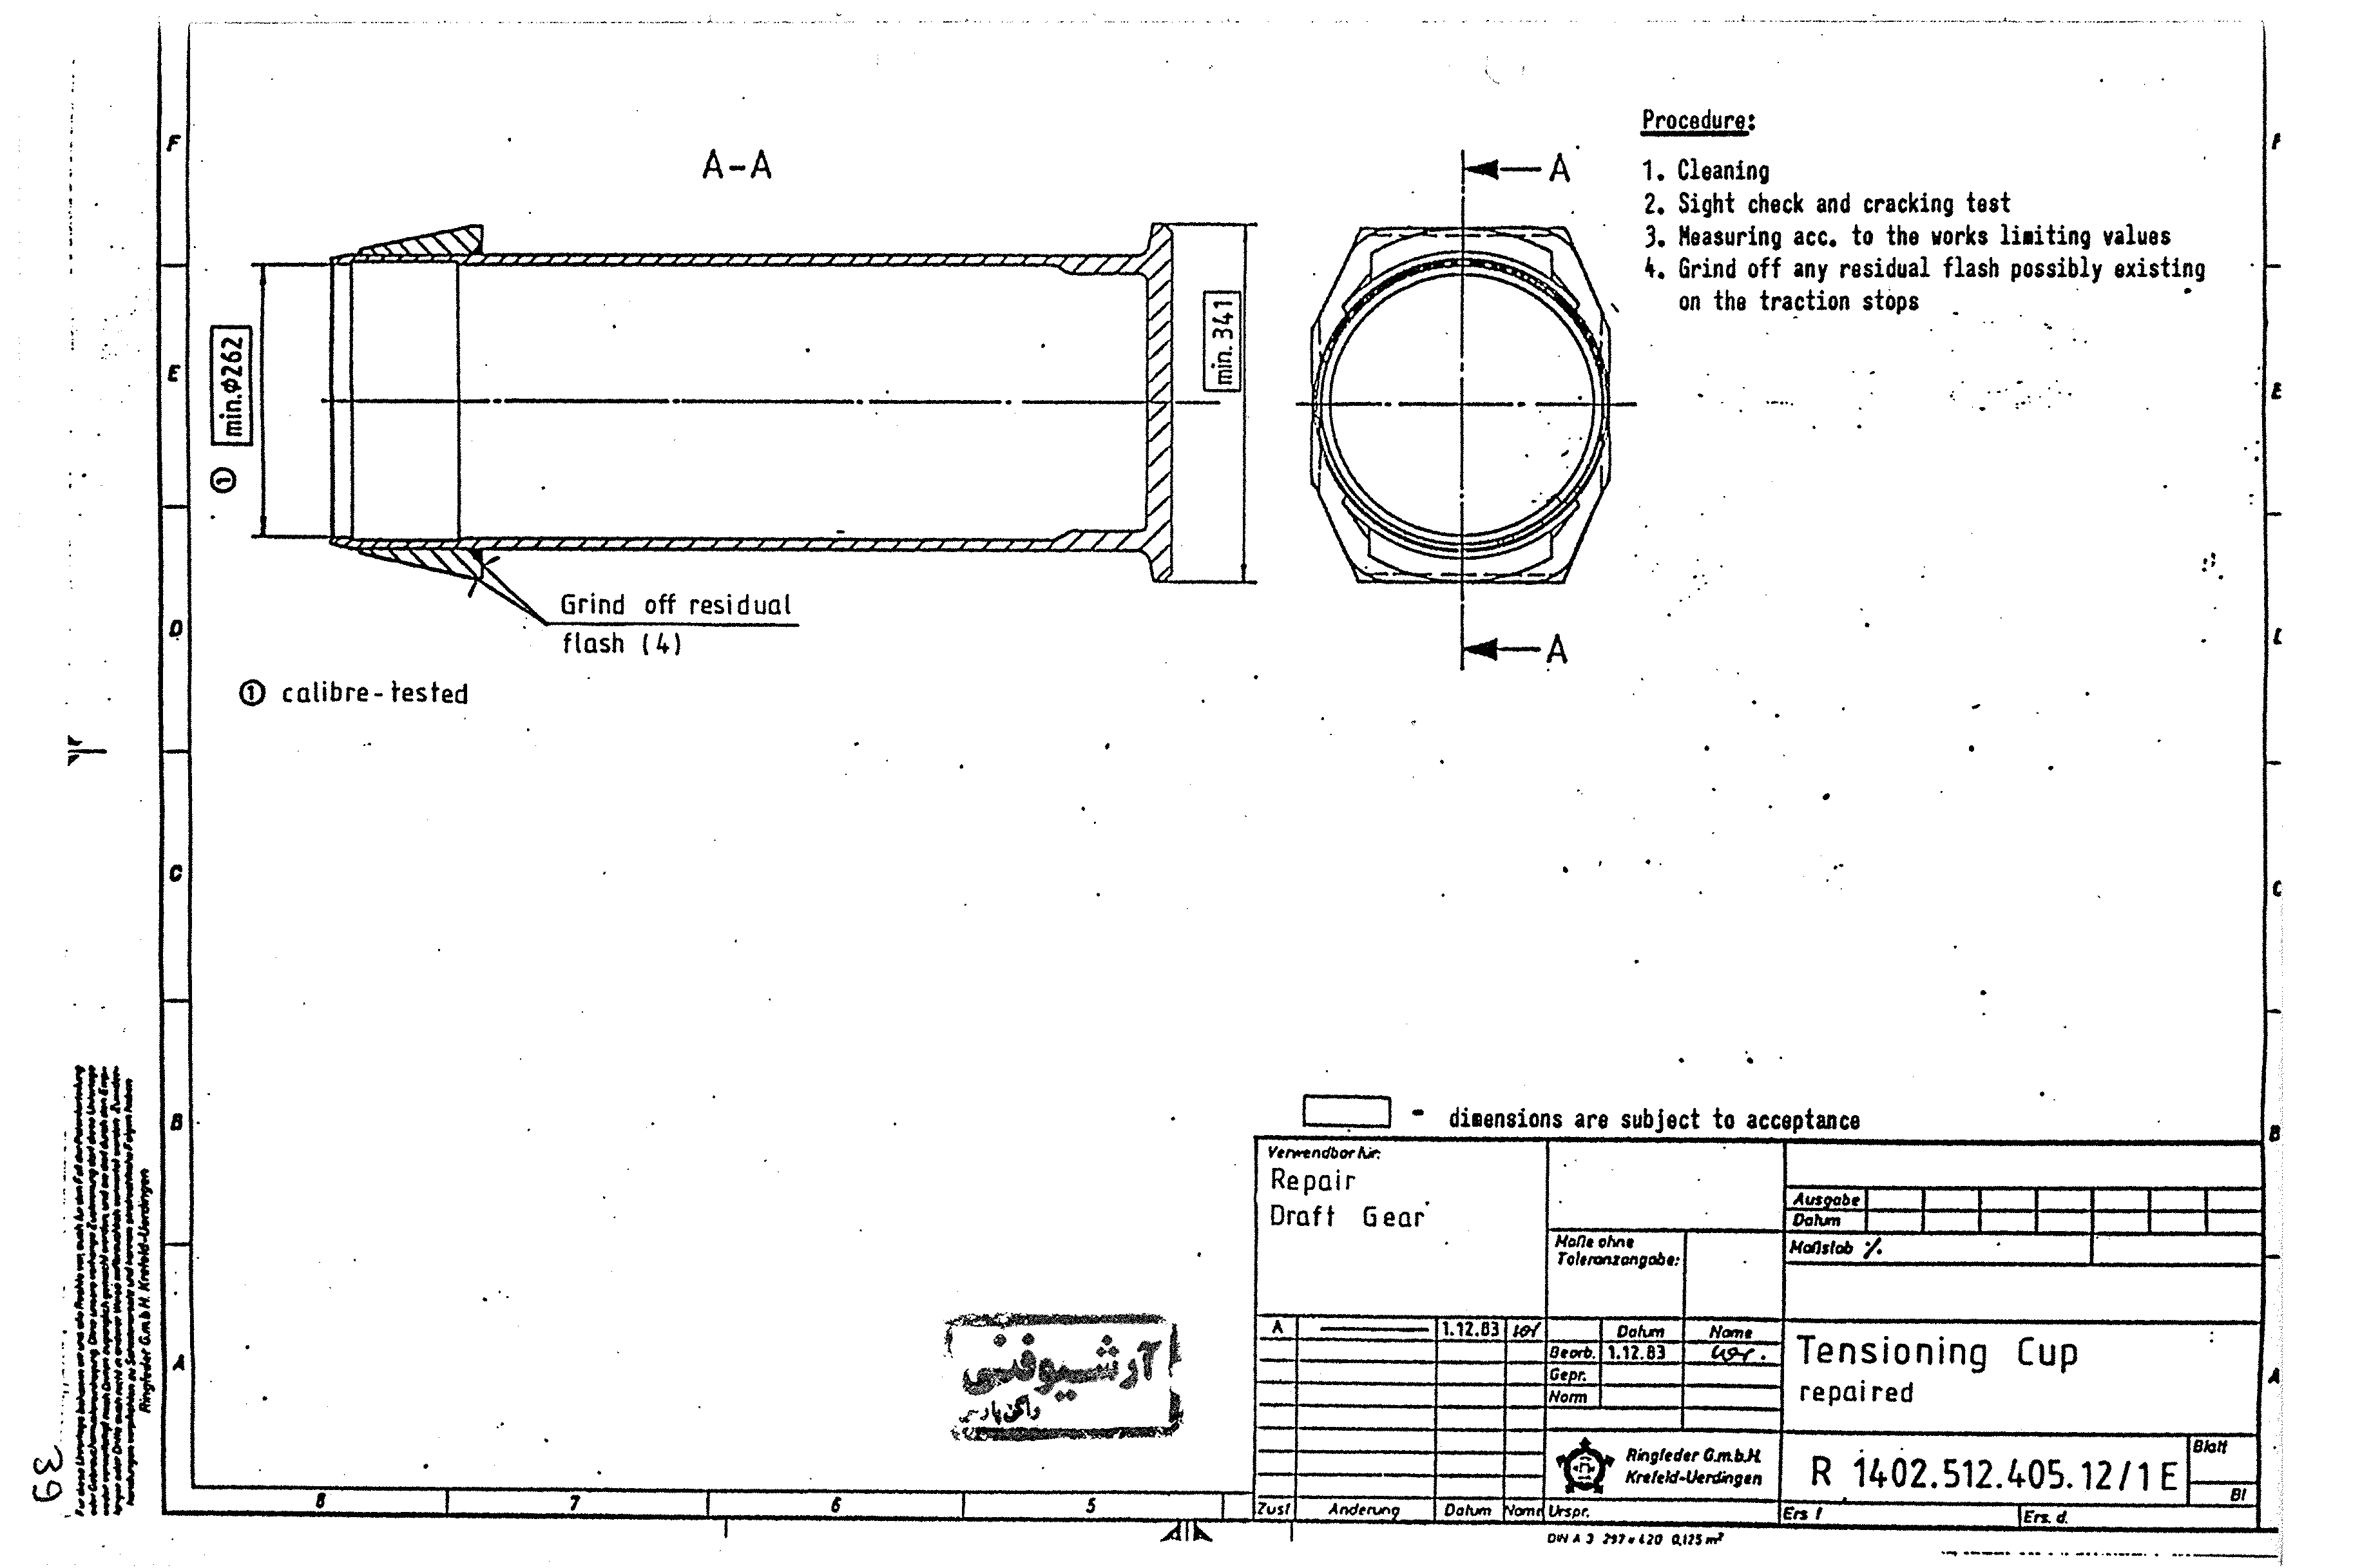 Procedure:
1. Cleaning
2. Sight check and cracking test
3. Measuring acc. to the works limiting values
4. Grind off any residual flash possibly existing
on the traction stops
A-A
A
A
min.Φ262
①
min. 341
Grind off residual
flash (4)
① calibre-tested
F
E
D
C
B
A
E
C
B
A
8
7
6
5
- dimensions are subject to acceptance
Verwendbar für:
Repair
Draft Gear
Maße ohne
Toleranzangabe:
Ausgabe
Datum
Maßstab %
A 1.12.83
Datum Name
Bearb. 1.12.83
Gepr.
Norm
Tensioning Cup
repaired
Ringfeder G.m.b.H.
Krefeld-Uerdingen
R 1402.512.405.12/1E
Blatt
Bl
Zust Änderung Datum Name Urspr.
Ers f
Ers. d.
DIN A 3 297 x 420 0,125 m²
آرشیو فنی
واگن پارس
Ringfeder G.m.b.H. Krefeld-Uerdingen
39